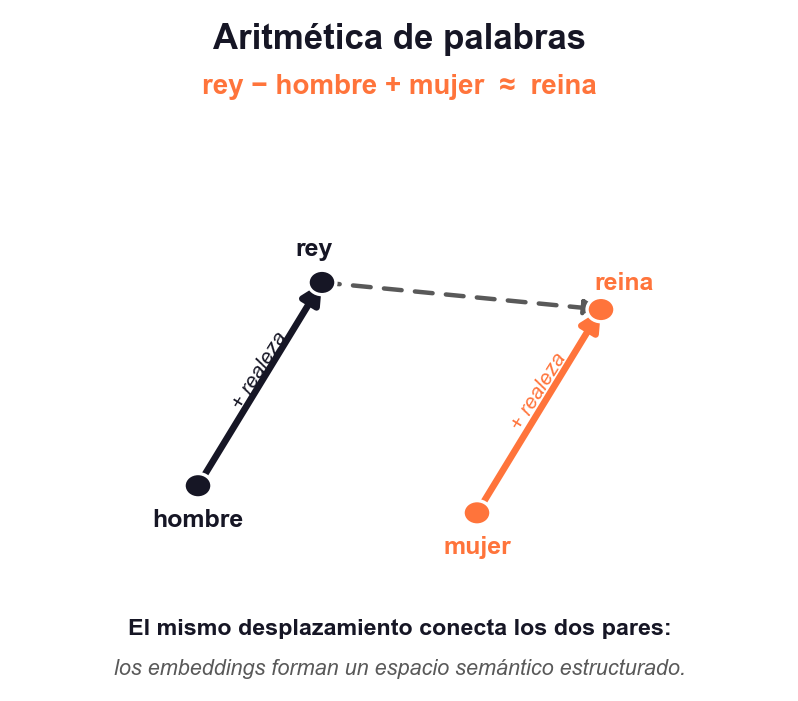 Aritmética de palabras
rey − hombre + mujer ≈ reina
rey
reina
+ realeza
+ realeza
hombre
mujer
El mismo desplazamiento conecta los dos pares:
los embeddings forman un espacio semántico estructurado.